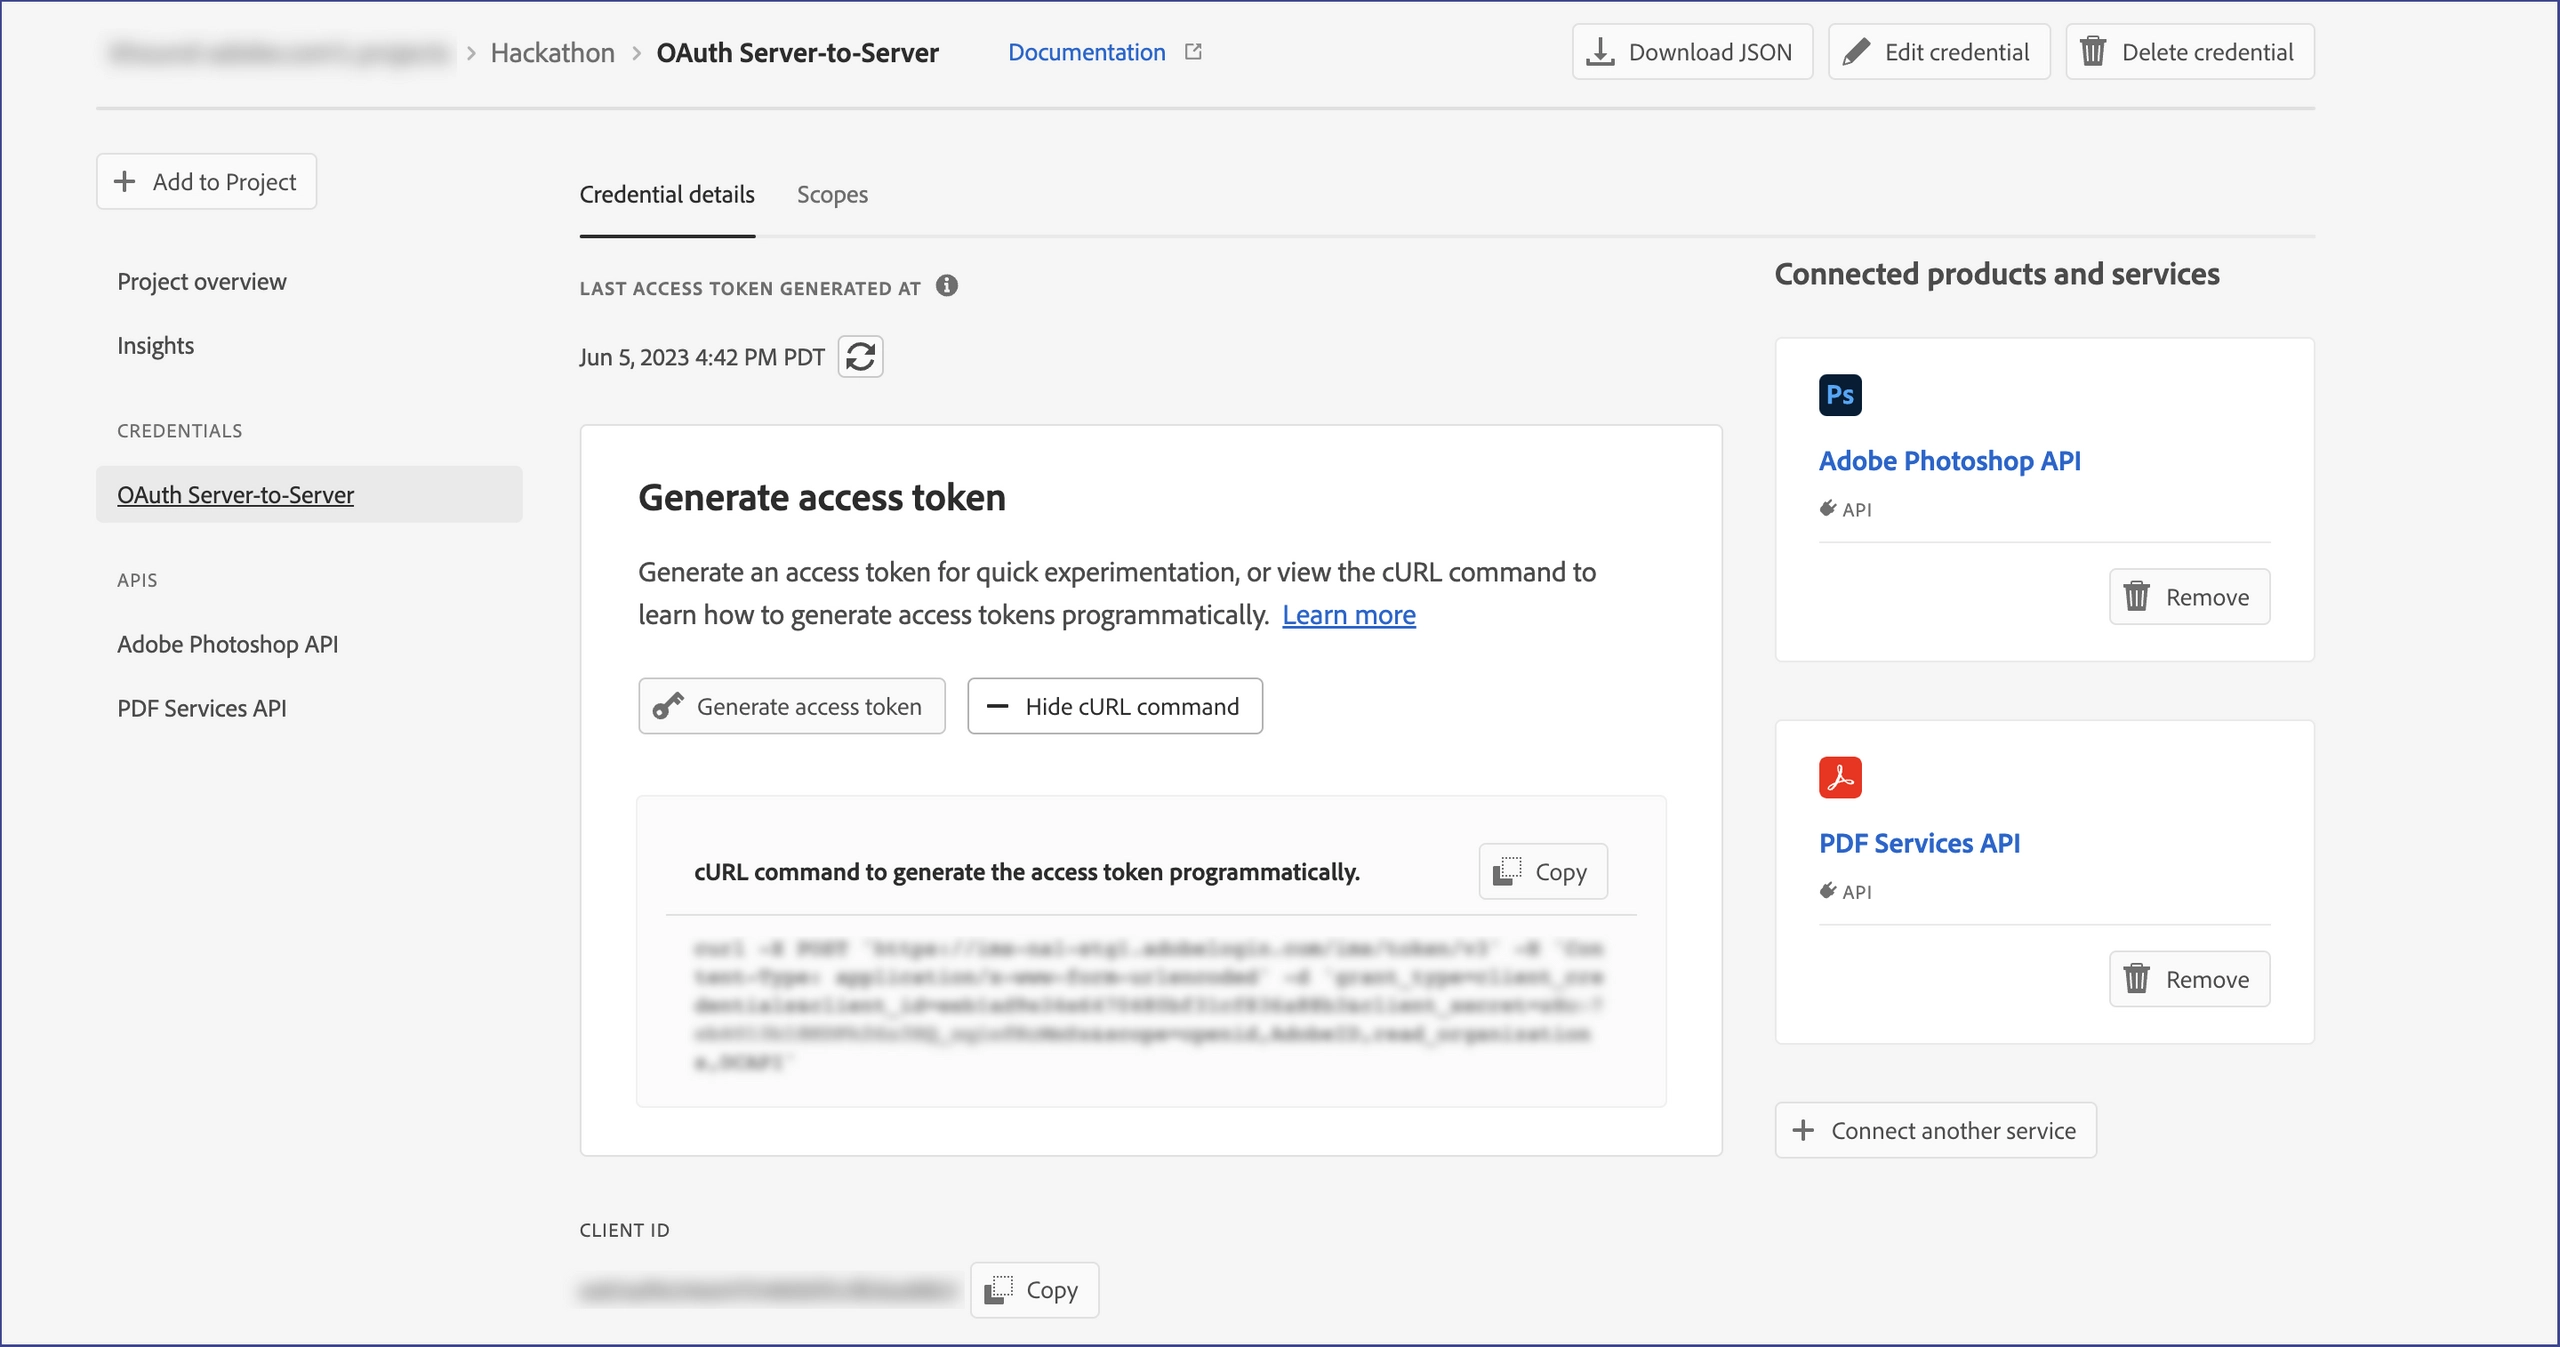 Hackathon > OAuth Server-to-Server Documentation
Download JSON
Edit credential
Delete credential
Add to Project
Project overview
Insights
CREDENTIALS
OAuth Server-to-Server
APIS
Adobe Photoshop API
PDF Services API
Credential details
Scopes
LAST ACCESS TOKEN GENERATED AT
Jun 5, 2023 4:42 PM PDT
Generate access token
Generate an access token for quick experimentation, or view the cURL command to
learn how to generate access tokens programmatically. Learn more
Generate access token
Hide cURL command
cURL command to generate the access token programmatically.
Copy
CLIENT ID
Copy
Connected products and services
Ps
Adobe Photoshop API
API
Remove
PDF Services API
API
Remove
Connect another service